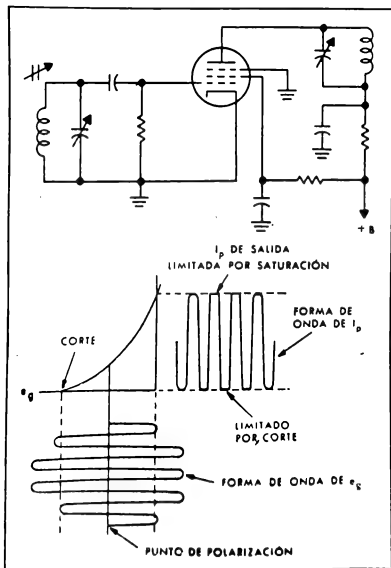 +B
I_p DE SALIDA
LIMITADA POR SATURACIÓN
CORTE
FORMA DE
ONDA DE I_p
e_g
LIMITADO
POR CORTE
FORMA DE ONDA DE e_g
PUNTO DE POLARIZACIÓN